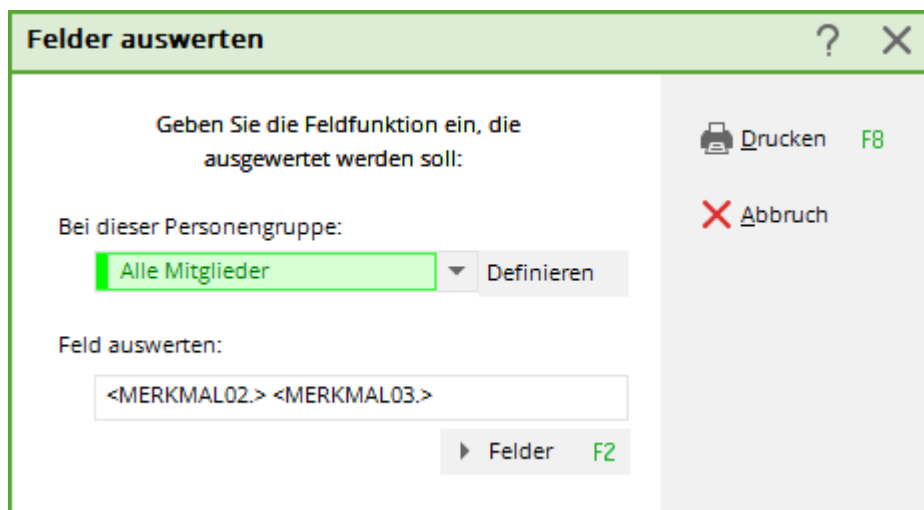 Felder auswerten
?
Geben Sie die Feldfunktion ein, die
ausgewertet werden soll:
Bei dieser Personengruppe:
Alle Mitglieder
Definieren
Feld auswerten:
<MERKMAL02.> <MERKMAL03.>
Felder F2
Drucken F8
Abbruch